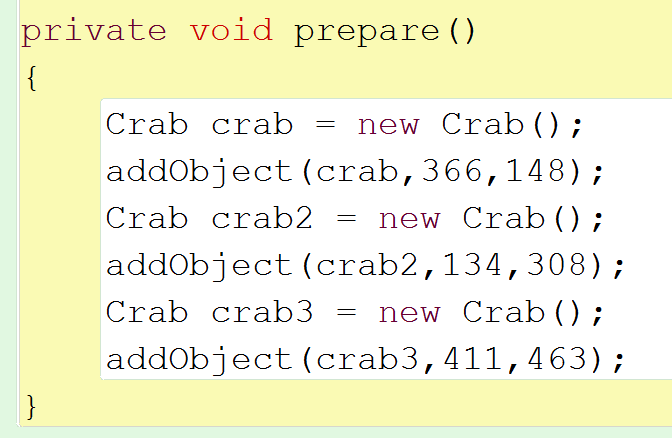 private void prepare()
{
Crab crab = new Crab();
addObject(crab,366,148);
Crab crab2 = new Crab();
addObject(crab2,134,308);
Crab crab3 = new Crab();
addObject(crab3,411,463);
}